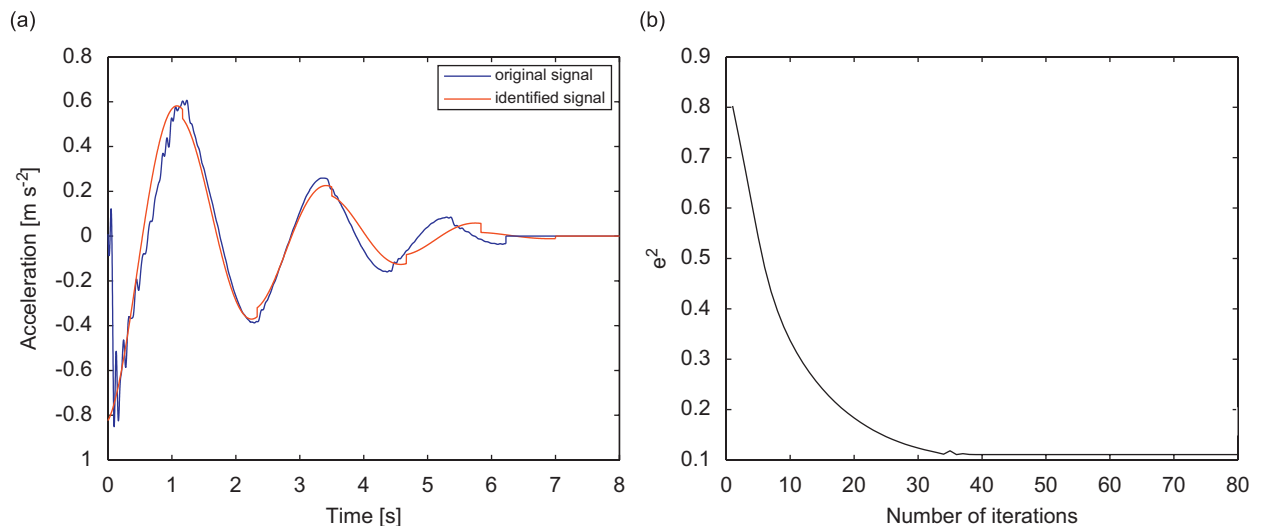 (a)
0.8
0.6
0.4
0.2
0
-0.2
-0.4
-0.6
-0.8
1
Acceleration [m s-2]
original signal
identified signal
0 1 2 3 4 5 6 7 8
Time [s]
(b)
0.9
0.8
0.7
0.6
0.5
0.4
0.3
0.2
0.1
e²
0 10 20 30 40 50 60 70 80
Number of iterations